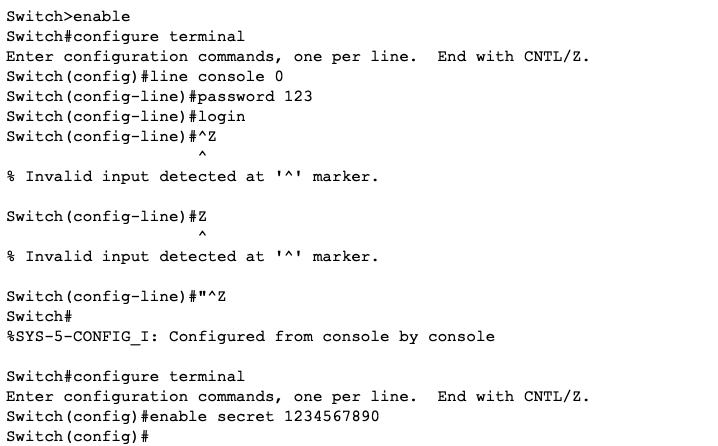 Switch>enable
Switch#configure terminal
Enter configuration commands, one per line.  End with CNTL/Z.
Switch(config)#line console 0
Switch(config-line)#password 123
Switch(config-line)#login
Switch(config-line)#^Z
                    ^
% Invalid input detected at '^' marker.

Switch(config-line)#Z
                    ^
% Invalid input detected at '^' marker.

Switch(config-line)#"^Z
Switch#
%SYS-5-CONFIG_I: Configured from console by console

Switch#configure terminal
Enter configuration commands, one per line.  End with CNTL/Z.
Switch(config)#enable secret 1234567890
Switch(config)#